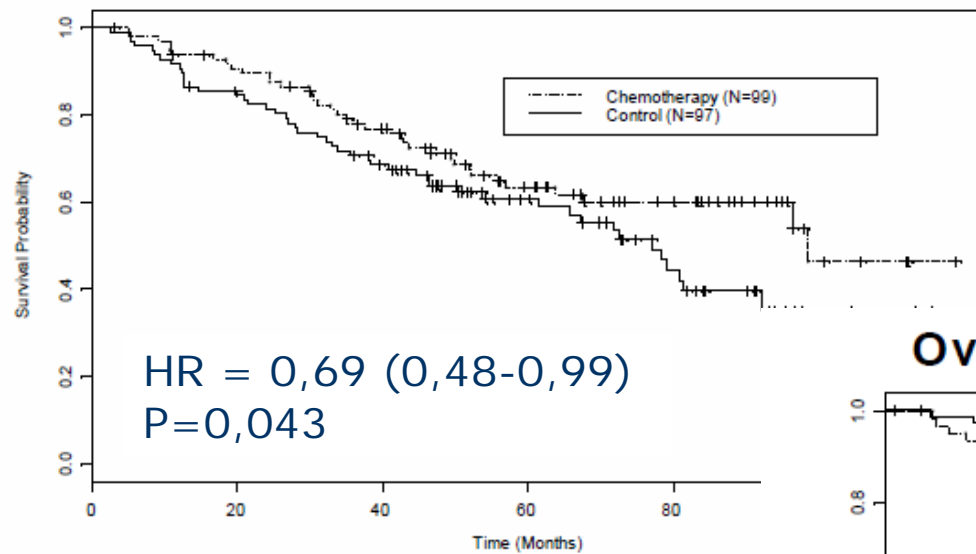 1.0
0.8
0.6
0.4
0.2
0.0
Survival Probability
Chemotherapy (N=99)
Control (N=97)
HR = 0,69 (0,48-0,99)
P=0,043
0
20
40
60
80
Time (Months)
Ov
1.0
0.8